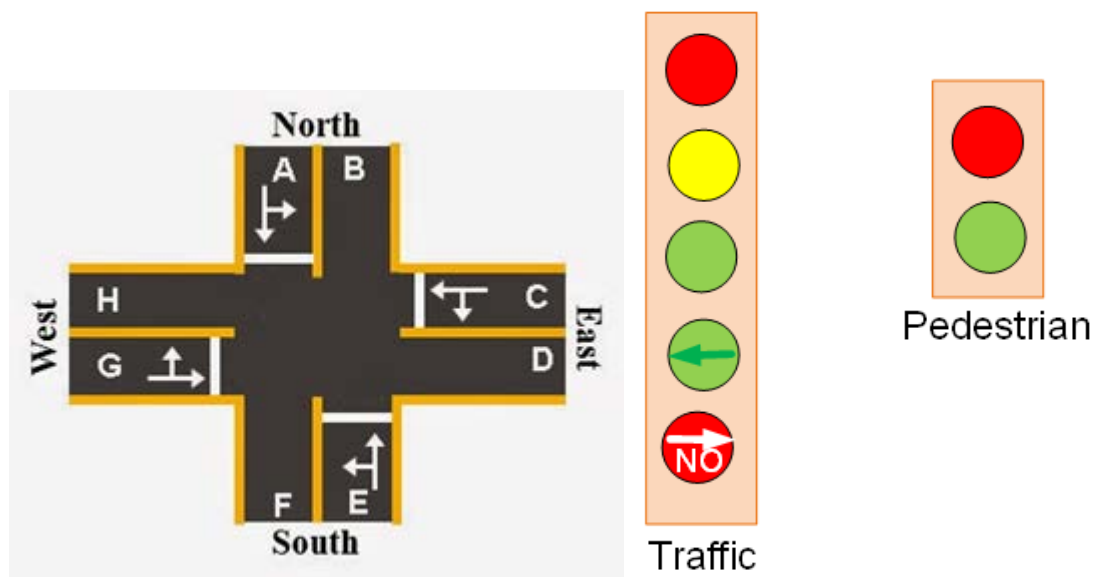 North
A B
H C
West
East
G D
F E
South
NO
Traffic
Pedestrian